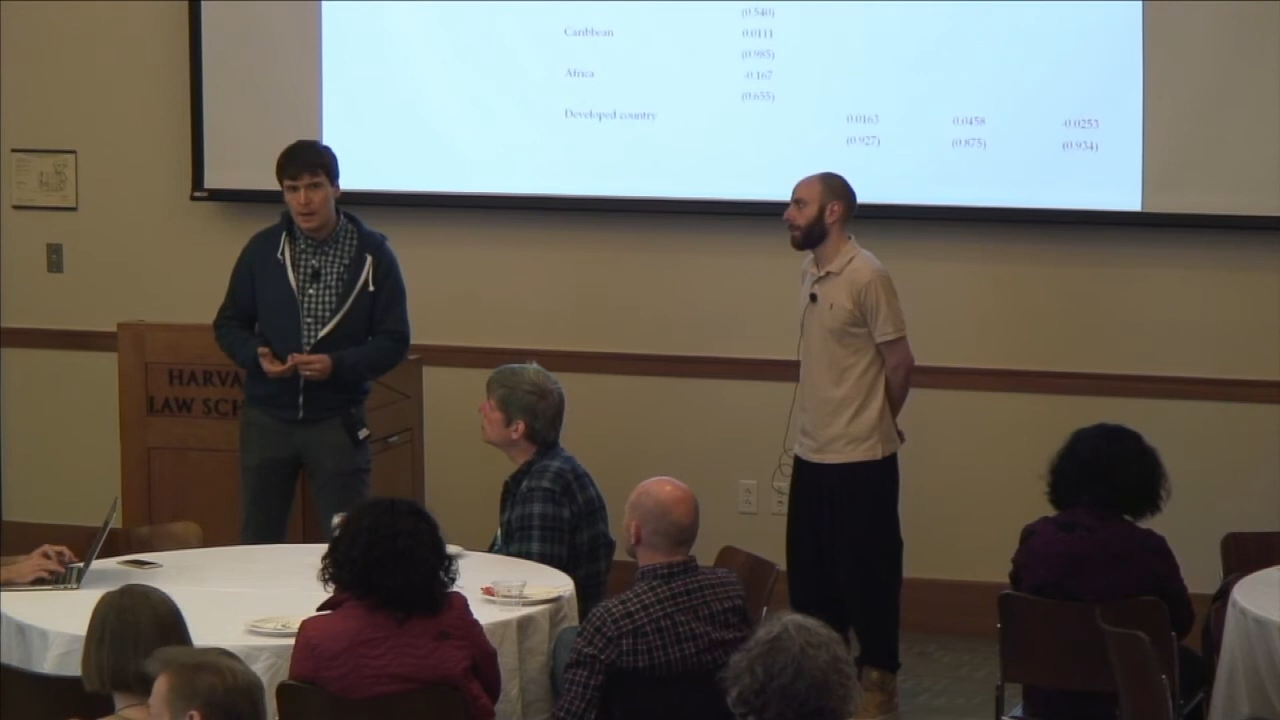 (0.540)
Caribbean 0.0111
(0.985)
Africa -0.167
(0.655)
Developed country 0.0163 0.0458 -0.0253
(0.927) (0.875) (0.934)
HARVA
LAW SCH